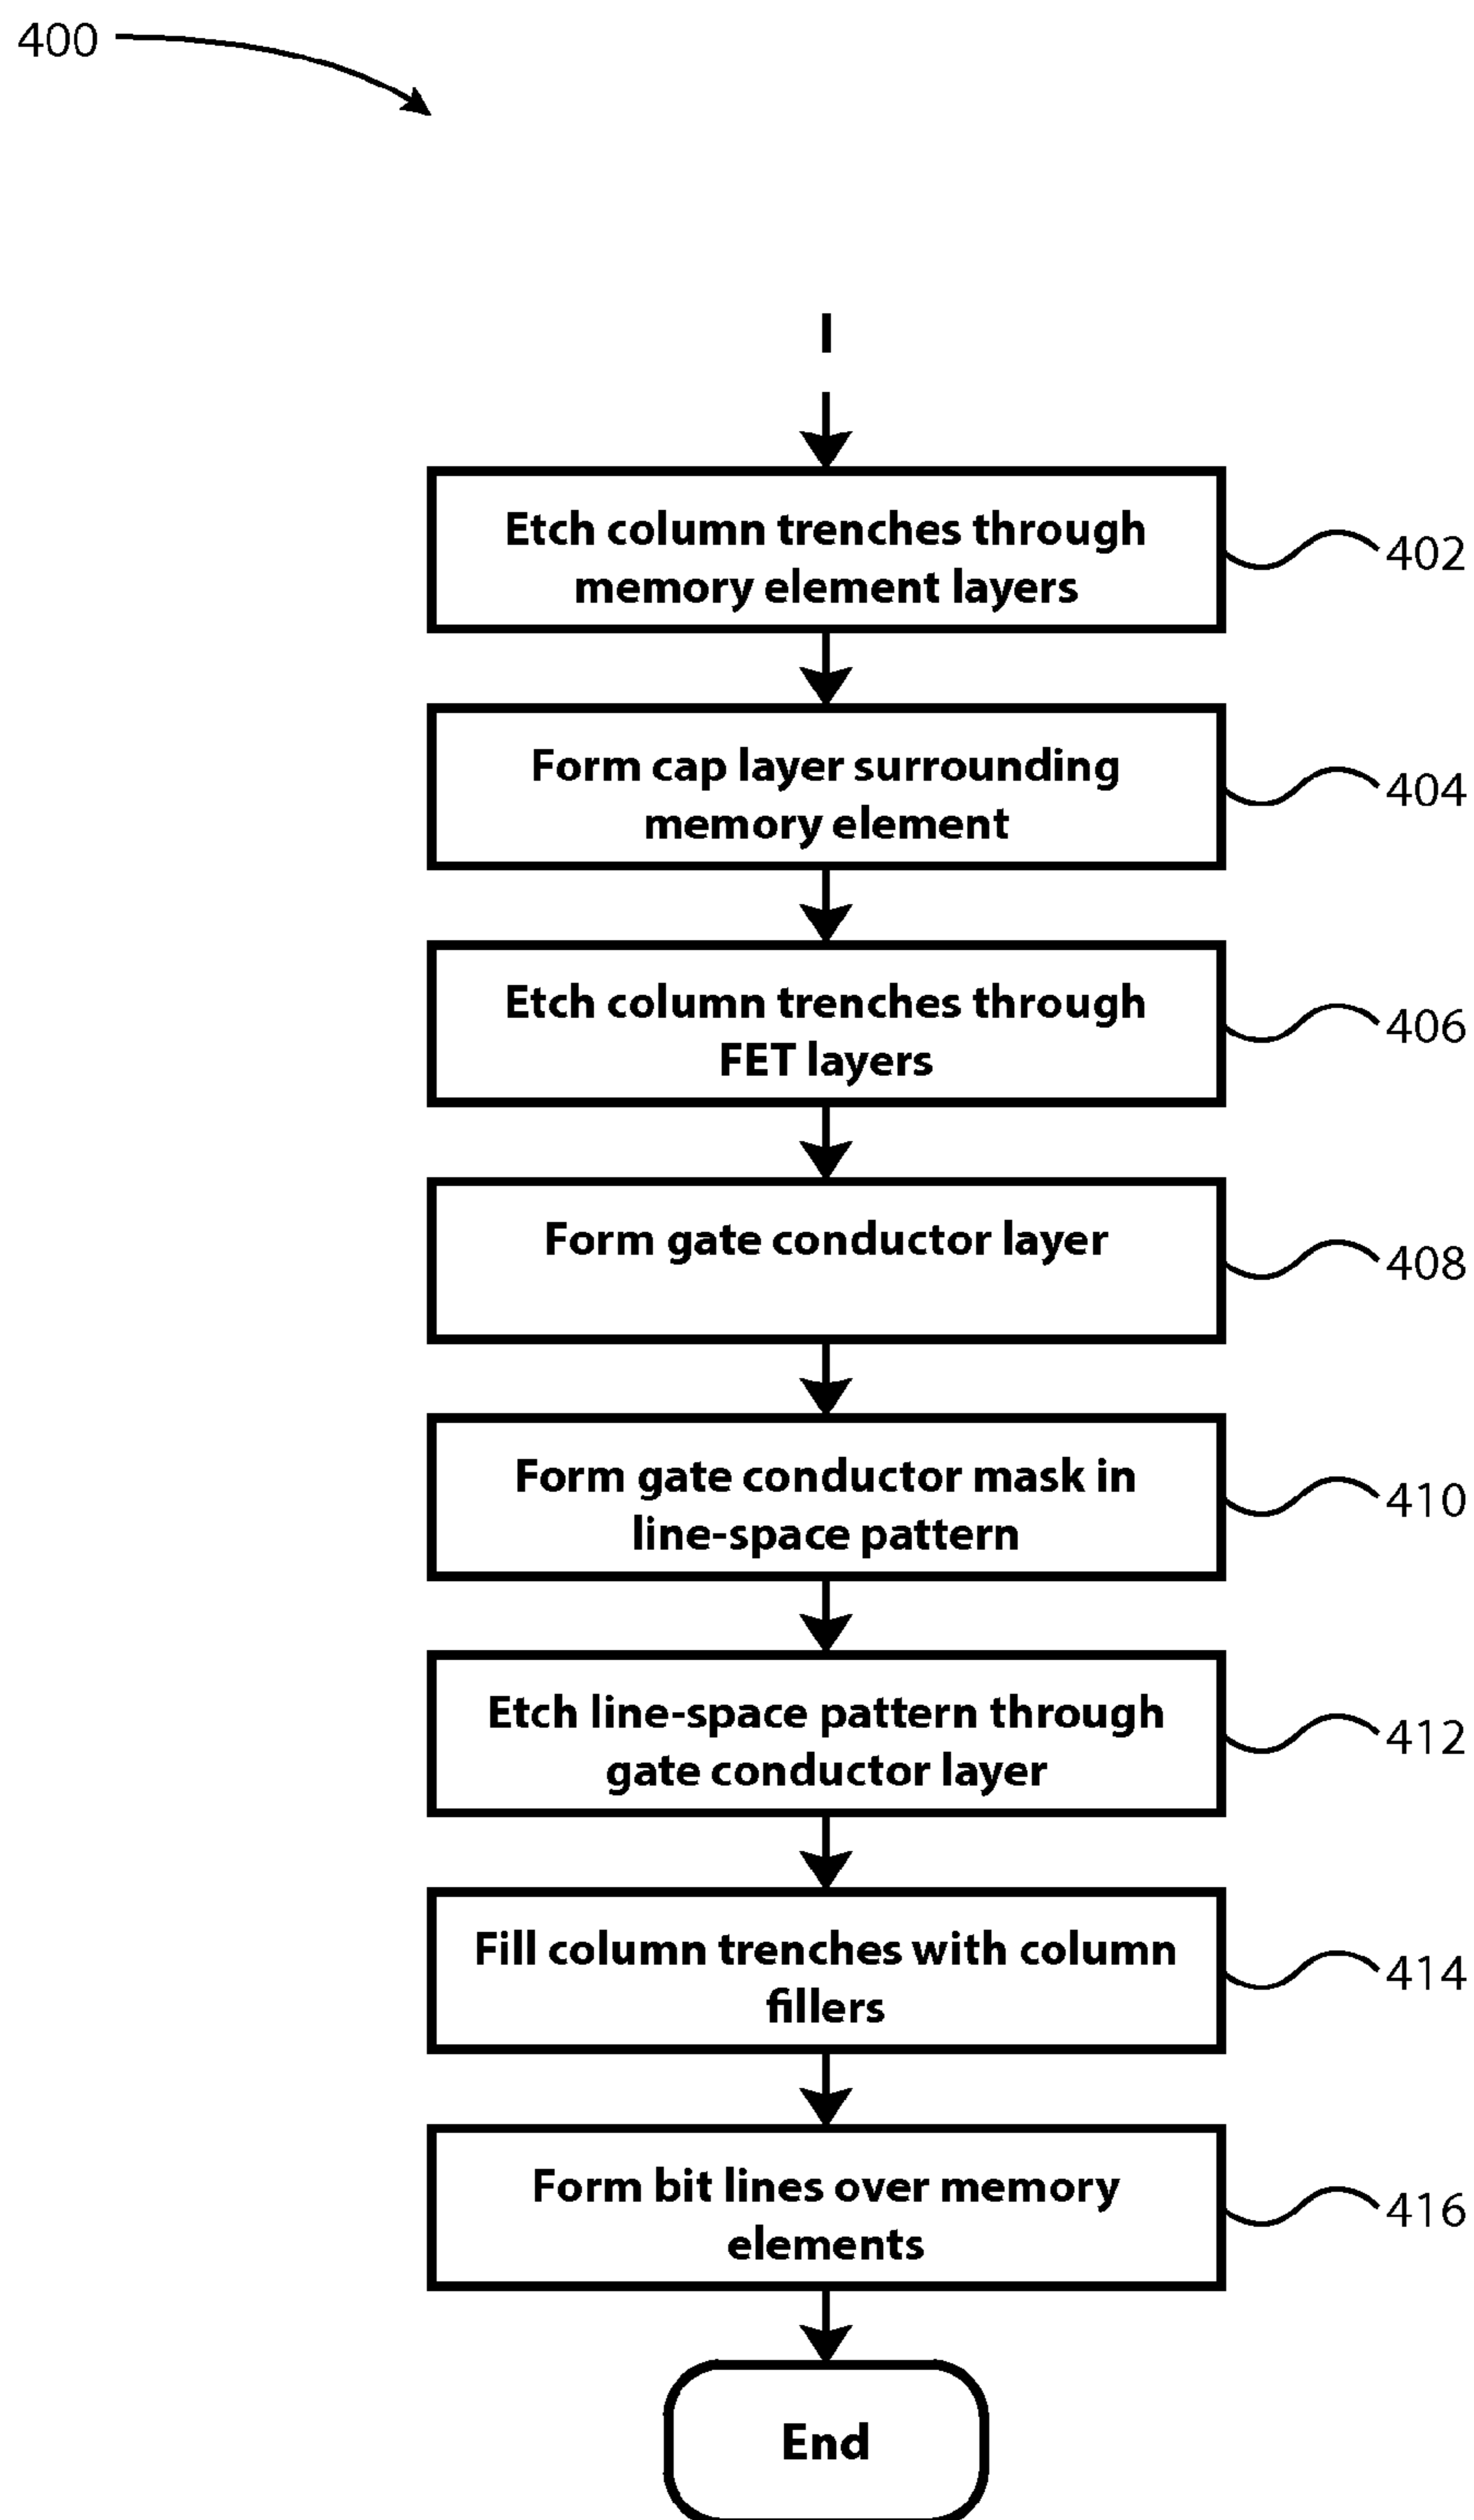 400
Etch column trenches through
memory element layers
402
Form cap layer surrounding
memory element
404
Etch column trenches through
FET layers
406
Form gate conductor layer
408
Form gate conductor mask in
line-space pattern
410
Etch line-space pattern through
gate conductor layer
412
Fill column trenches with column
fillers
414
Form bit lines over memory
elements
416
End